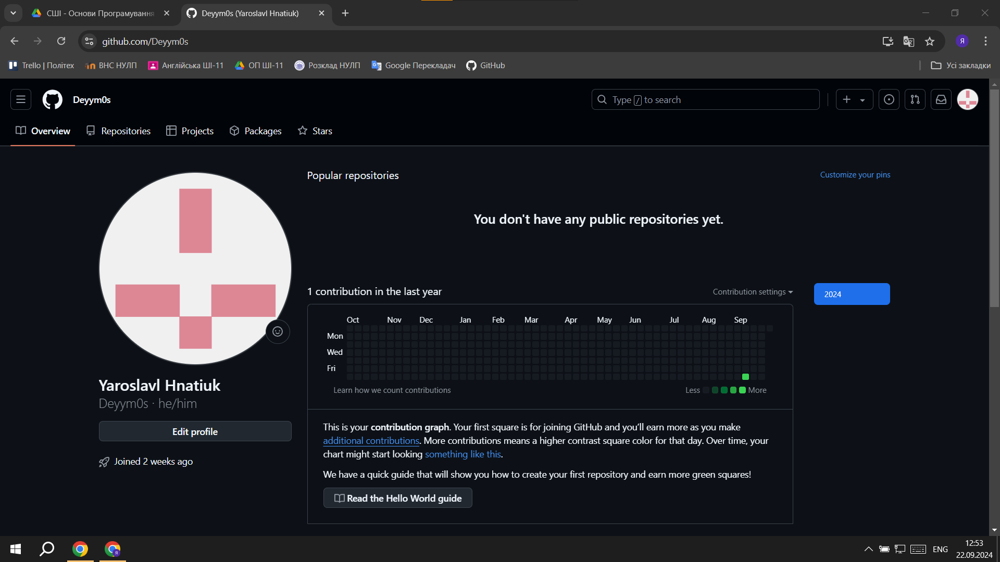 СШІ - Основи Програмування
Deyym0s (Yaroslavl Hnatiuk)
github.com/Deyym0s
Я
Trello | Політех
ВНС НУЛП
Англійська ШІ-11
ОП ШІ-11
Розклад НУЛП
Google Перекладач
GitHub
Усі закладки
Deyym0s
Type / to search
Overview
Repositories
Projects
Packages
Stars
Popular repositories
Customize your pins
You don't have any public repositories yet.
1 contribution in the last year
Contribution settings
2024
Oct Nov Dec Jan Feb Mar Apr May Jun Jul Aug Sep
Mon
Wed
Fri
Learn how we count contributions
Less More
Yaroslavl Hnatiuk
Deyym0s · he/him
Edit profile
Joined 2 weeks ago
This is your contribution graph. Your first square is for joining GitHub and you’ll earn more as you make
additional contributions. More contributions means a higher contrast square color for that day. Over time, your
chart might start looking something like this.
We have a quick guide that will show you how to create your first repository and earn more green squares!
Read the Hello World guide
Я
ENG
12:53
22.09.2024